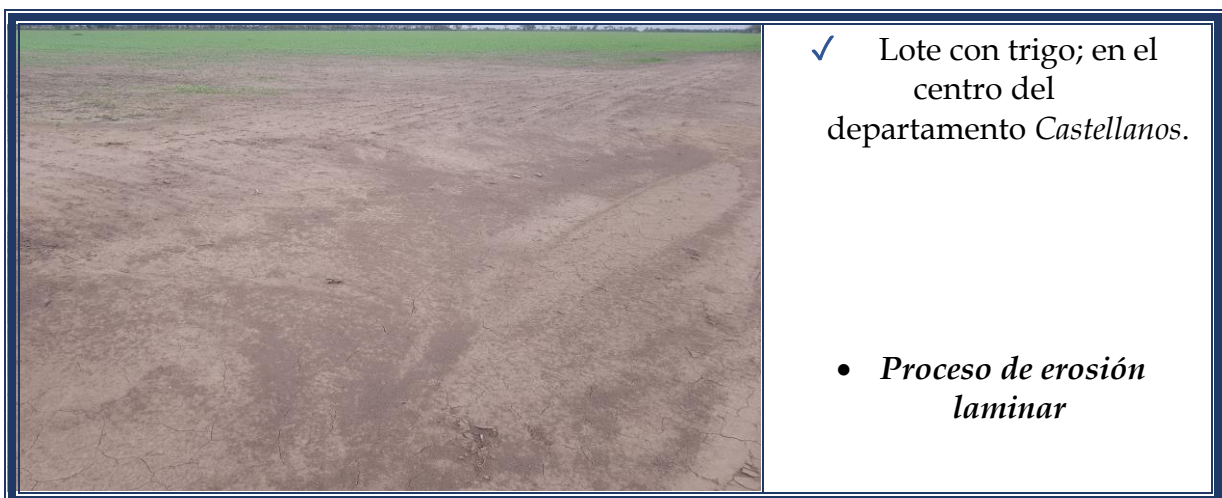 ✓ Lote con trigo; en el
centro del
departamento Castellanos.
• Proceso de erosión
laminar